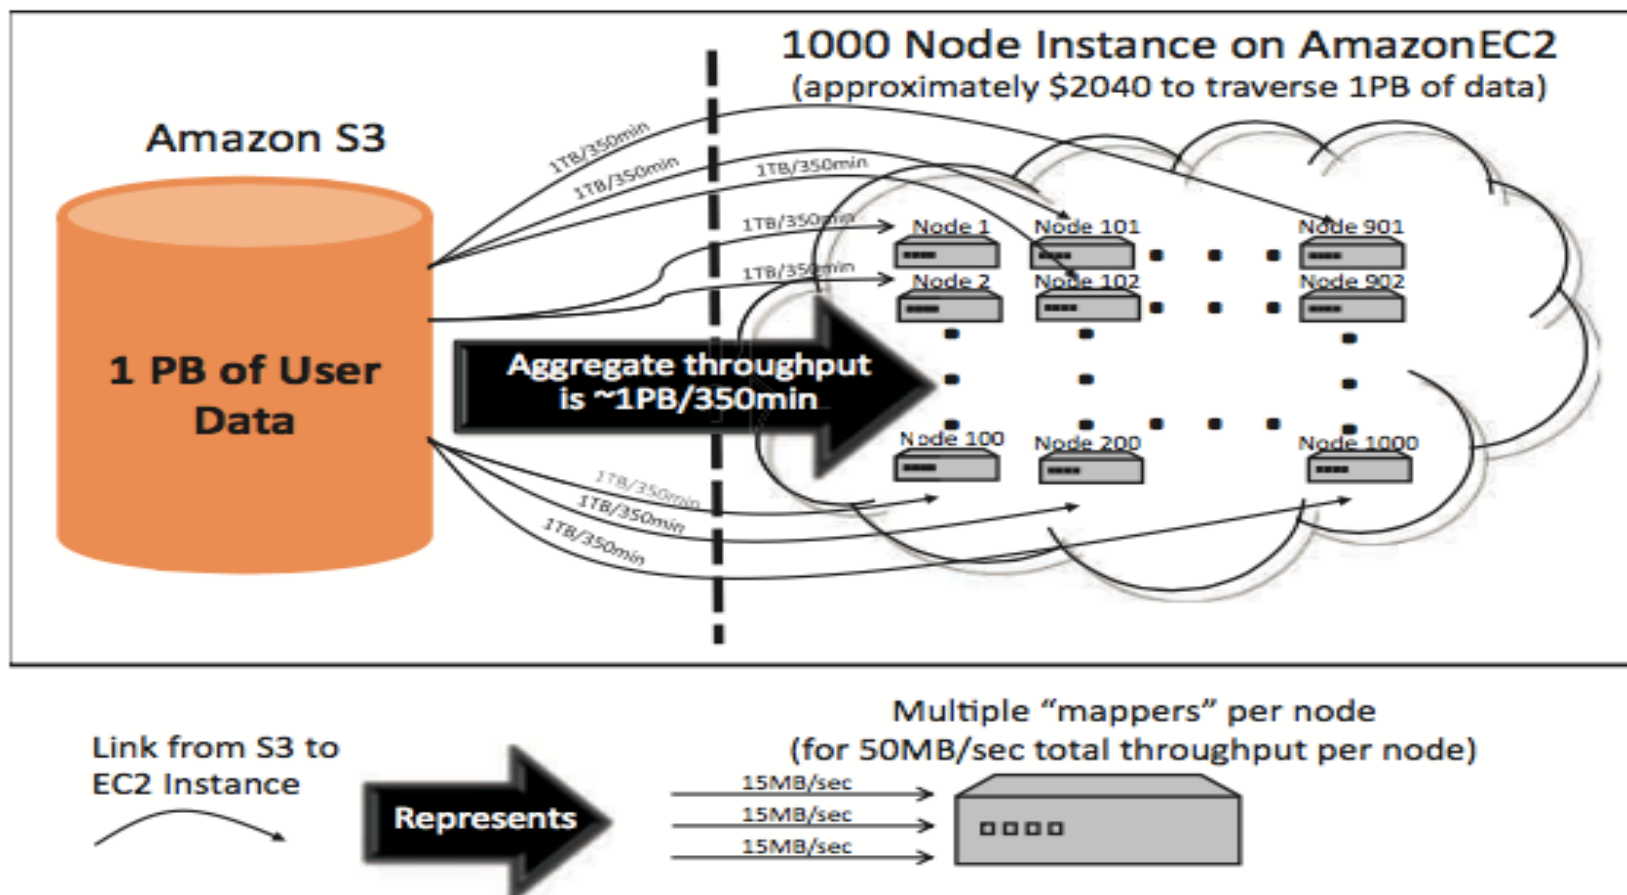 1000 Node Instance on AmazonEC2
(approximately $2040 to traverse 1PB of data)
Amazon S3
1TB/350min
1TB/350min
1TB/350min
1TB/350min
1TB/350min
Node 1
Node 101
Node 901
Node 2
Node 102
Node 902
1 PB of User
Data
Aggregate throughput
is ~1PB/350min
Node 100
Node 200
Node 1000
1TB/350min
1TB/350min
1TB/350min
Link from S3 to
EC2 Instance
Represents
Multiple “mappers” per node
(for 50MB/sec total throughput per node)
15MB/sec
15MB/sec
15MB/sec